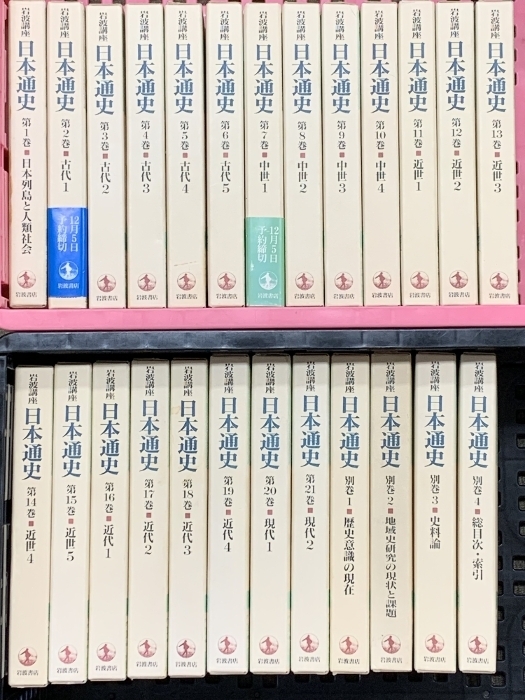 岩波講座 日本通史 第1巻■日本列島と人類社会 岩波書店
岩波講座 日本通史 第2巻■古代1 12月5日予約締切 岩波書店
岩波講座 日本通史 第3巻■古代2 岩波書店
岩波講座 日本通史 第4巻■古代3 岩波書店
岩波講座 日本通史 第5巻■古代4 岩波書店
岩波講座 日本通史 第6巻■古代5 岩波書店
岩波講座 日本通史 第7巻■中世1 12月5日予約締切 岩波書店
岩波講座 日本通史 第8巻■中世2 岩波書店
岩波講座 日本通史 第9巻■中世3 岩波書店
岩波講座 日本通史 第10巻■中世4 岩波書店
岩波講座 日本通史 第11巻■近世1 岩波書店
岩波講座 日本通史 第12巻■近世2 岩波書店
岩波講座 日本通史 第13巻■近世3 岩波書店
岩波講座 日本通史 第14巻■近世4 岩波書店
岩波講座 日本通史 第15巻■近世5 岩波書店
岩波講座 日本通史 第16巻■近代1 岩波書店
岩波講座 日本通史 第17巻■近代2 岩波書店
岩波講座 日本通史 第18巻■近代3 岩波書店
岩波講座 日本通史 第19巻■近代4 岩波書店
岩波講座 日本通史 第20巻■現代1 岩波書店
岩波講座 日本通史 第21巻■現代2 岩波書店
岩波講座 日本通史 別巻1■歴史意識の現在 岩波書店
岩波講座 日本通史 別巻2■地域史研究の現状と課題 岩波書店
岩波講座 日本通史 別巻3■史料論 岩波書店
岩波講座 日本通史 別巻4■総目次・索引 岩波書店